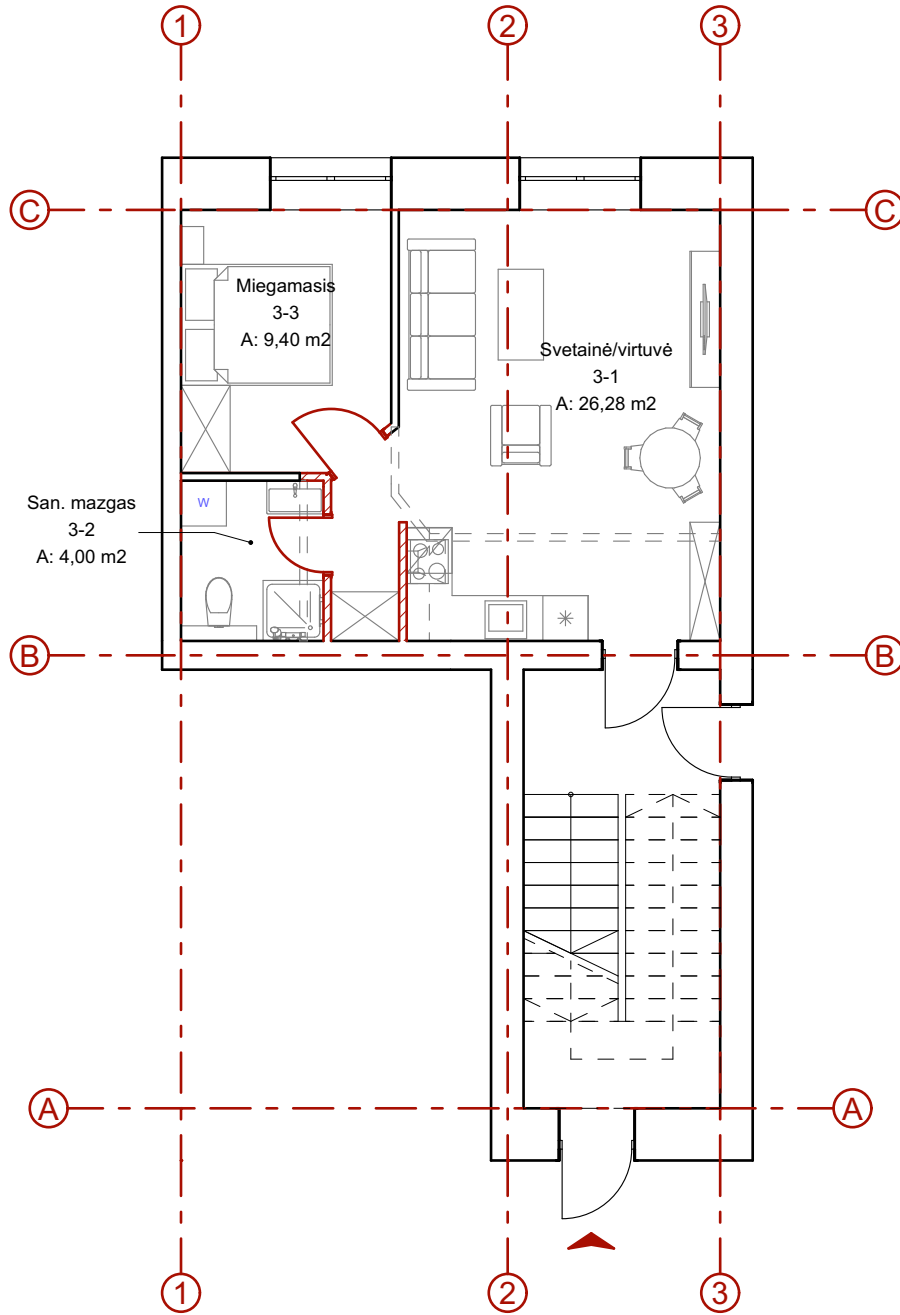 1
2
3
C
C
Miegamasis
3-3
A: 9,40 m2
Svetainė/virtuvė
3-1
A: 26,28 m2
W
San. mazgas
3-2
A: 4,00 m2
B
B
A
A
1
2
3